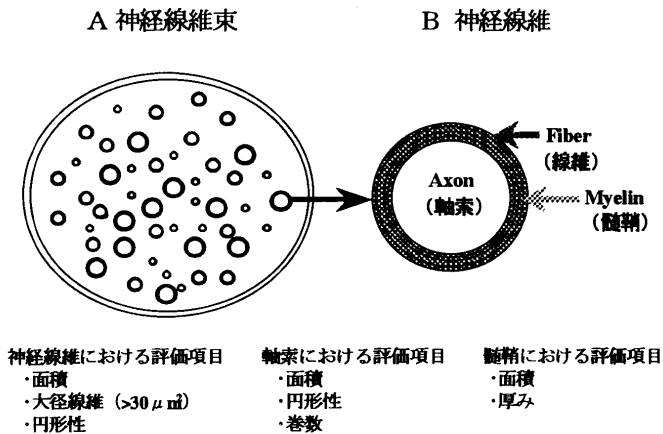 A 神経線維束
B 神経線維
Fiber
(線維)
Axon
(軸索)
Myelin
(髄鞘)
神経線維における評価項目
・面積
・大径線維 (>30μm²)
・円形性
軸索における評価項目
・面積
・円形性
・巻数
髄鞘における評価項目
・面積
・厚み